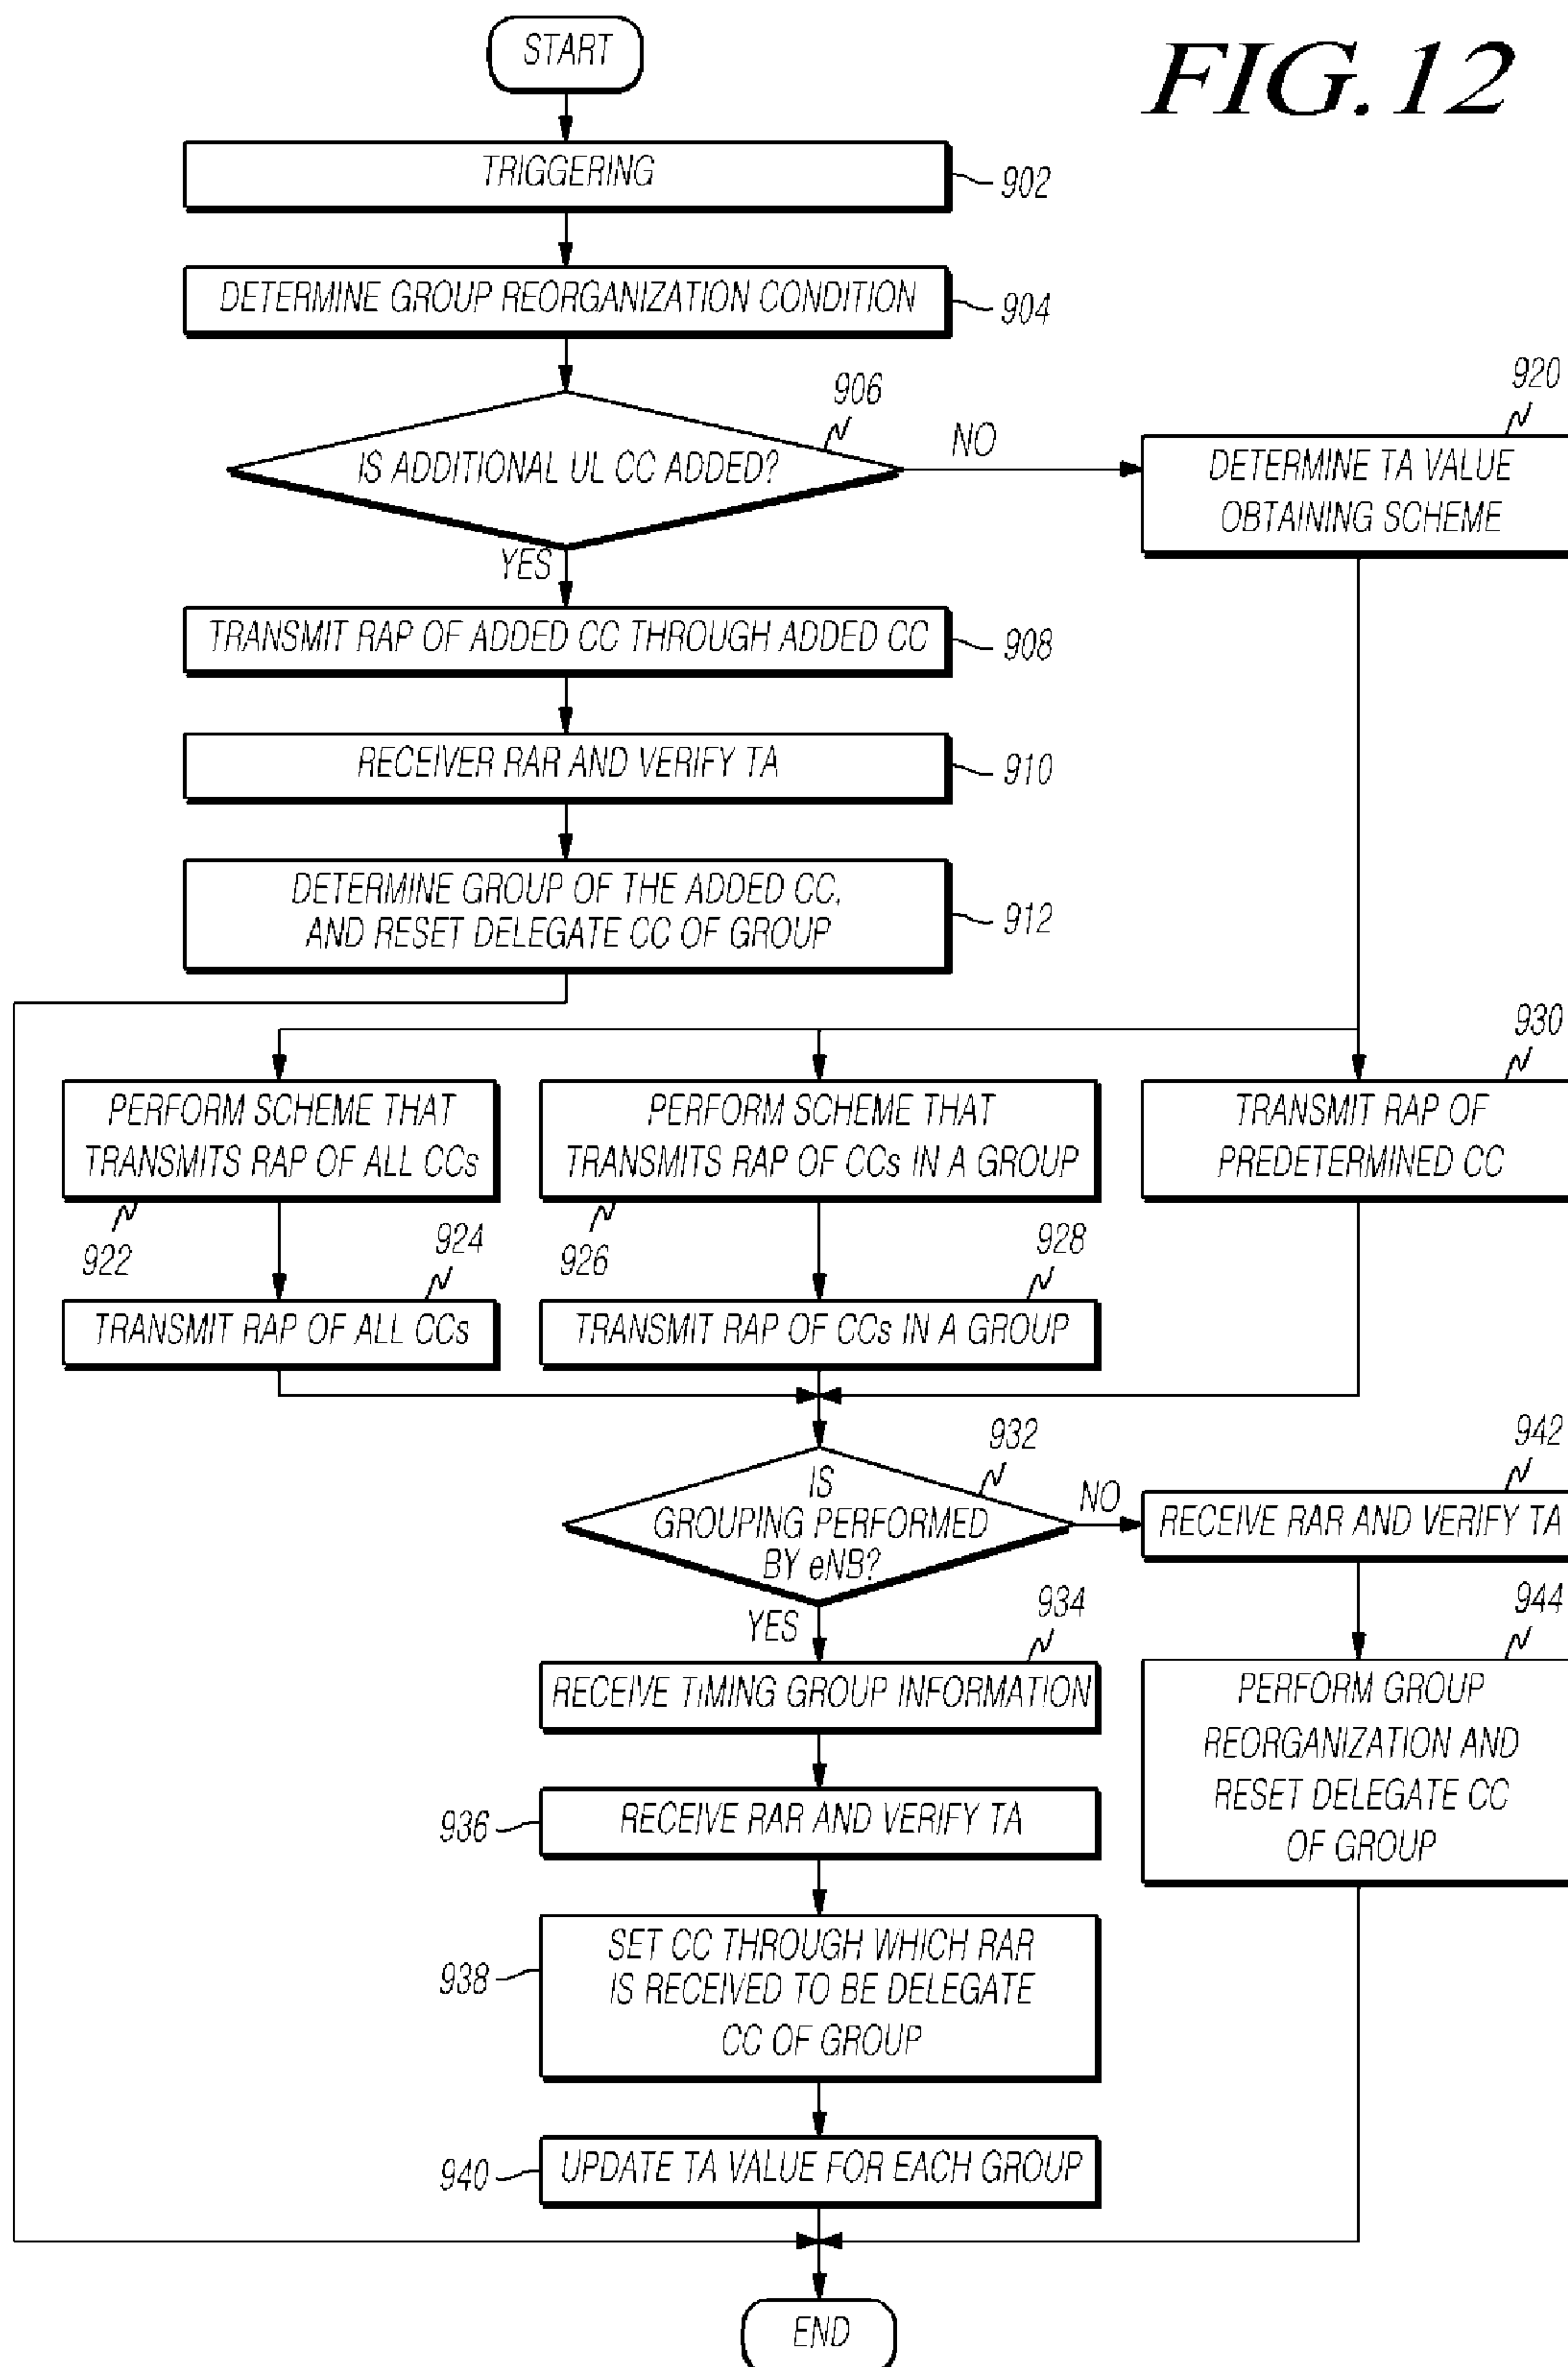 FIG.12
START
TRIGGERING
902
DETERMINE GROUP REORGANIZATION CONDITION
904
906
IS ADDITIONAL UL CC ADDED?
NO
YES
920
DETERMINE TA VALUE
OBTAINING SCHEME
TRANSMIT RAP OF ADDED CC THROUGH ADDED CC
908
RECEIVER RAR AND VERIFY TA
910
DETERMINE GROUP OF THE ADDED CC,
AND RESET DELEGATE CC OF GROUP
912
PERFORM SCHEME THAT
TRANSMITS RAP OF ALL CCs
922
PERFORM SCHEME THAT
TRANSMITS RAP OF CCs IN A GROUP
926
930
TRANSMIT RAP OF
PREDETERMINED CC
924
TRANSMIT RAP OF ALL CCs
928
TRANSMIT RAP OF CCs IN A GROUP
932
IS
GROUPING PERFORMED
BY eNB?
NO
YES
942
RECEIVE RAR AND VERIFY TA
934
RECEIVE TIMING GROUP INFORMATION
944
PERFORM GROUP
REORGANIZATION AND
RESET DELEGATE CC
OF GROUP
936
RECEIVE RAR AND VERIFY TA
938
SET CC THROUGH WHICH RAR
IS RECEIVED TO BE DELEGATE
CC OF GROUP
940
UPDATE TA VALUE FOR EACH GROUP
END